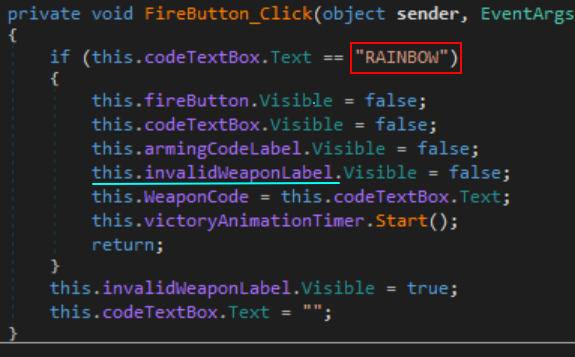 private void FireButton_Click(object sender, EventArgs
{
if (this.codeTextBox.Text == "RAINBOW")
{
this.fireButton.Visible = false;
this.codeTextBox.Visible = false;
this.armingCodeLabel.Visible = false;
this.invalidWeaponLabel.Visible = false;
this.WeaponCode = this.codeTextBox.Text;
this.victoryAnimationTimer.Start();
return;
}
this.invalidWeaponLabel.Visible = true;
this.codeTextBox.Text = "";
}